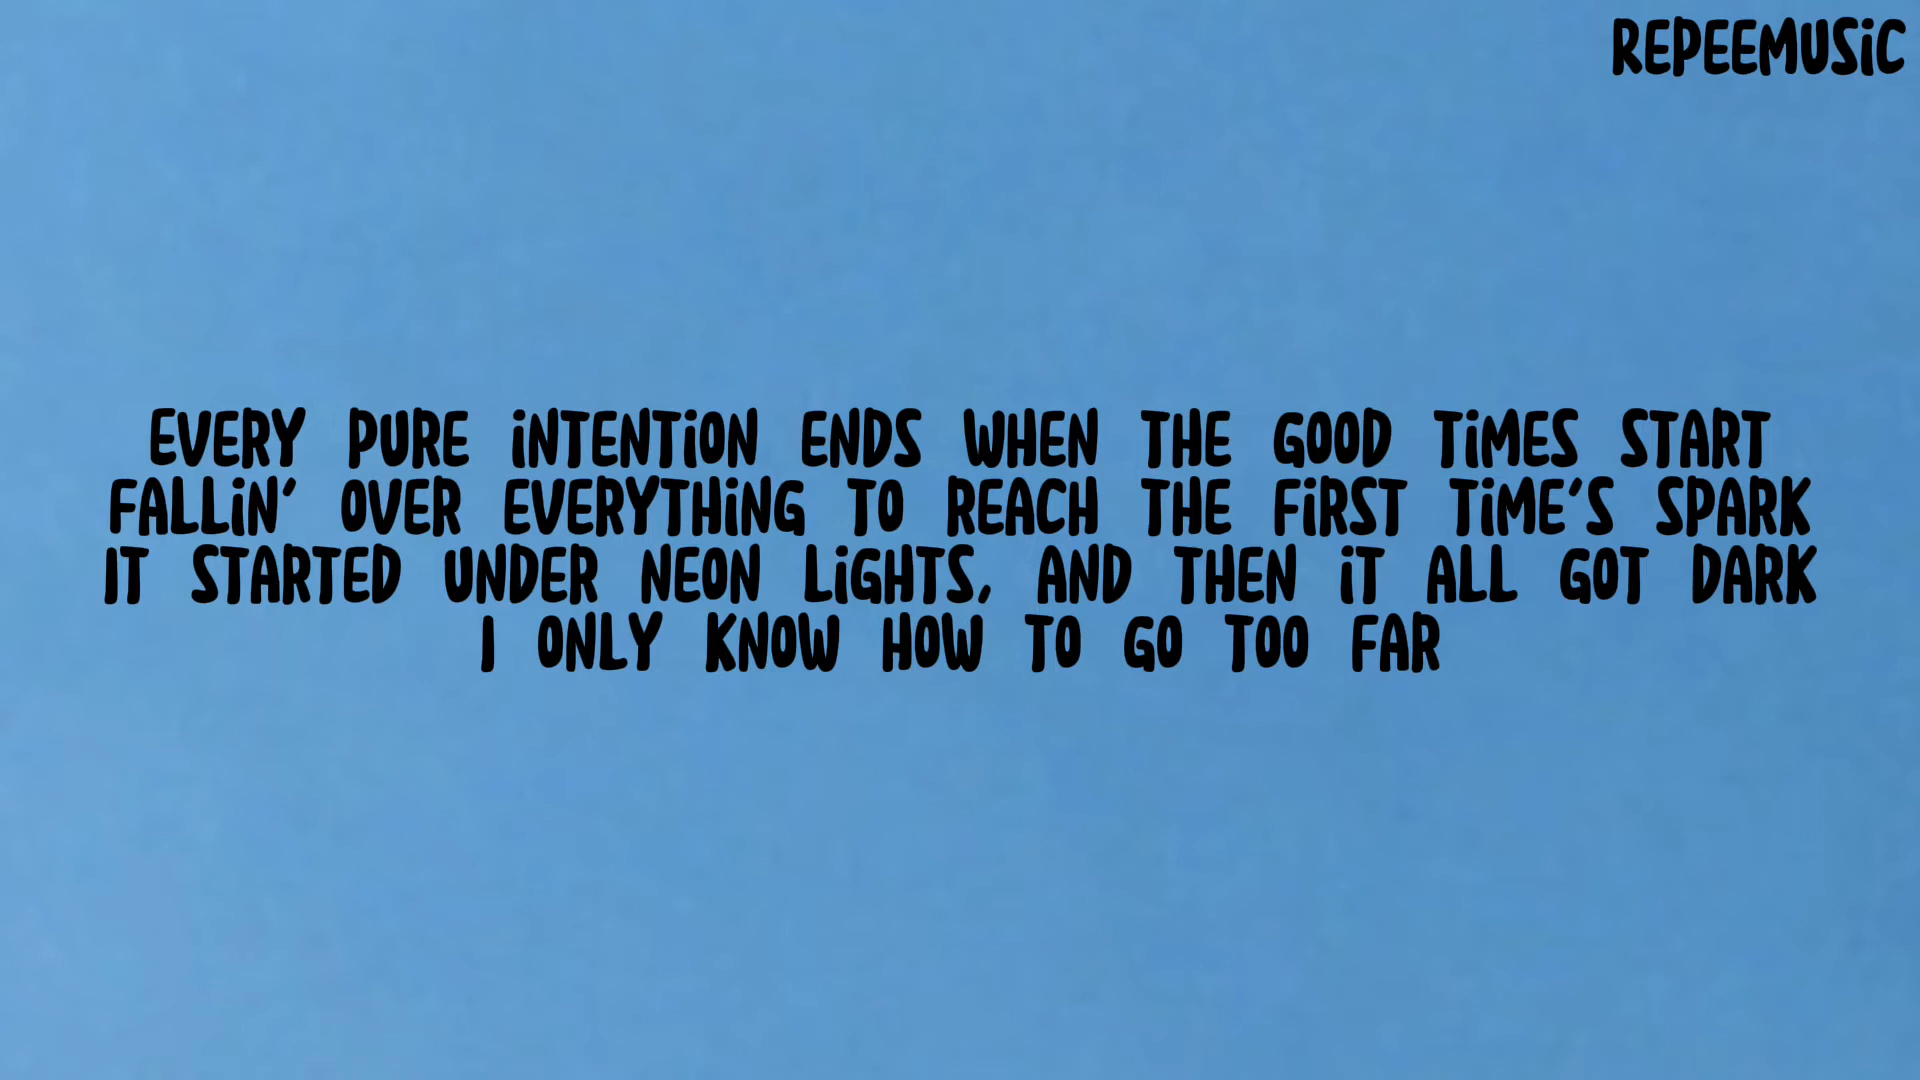 REPEEMUSiC
EVERY PURE iNTENTiON ENDS WHEN THE GOOD TiMES START
FALLiN' OVER EVERYTHiNG TO REACH THE FiRST TiME'S SPARK
IT STARTED UNDER NEON LiGHTS, AND THEN iT ALL GOT DARK
I ONLY KNOW HOW TO GO TOO FAR